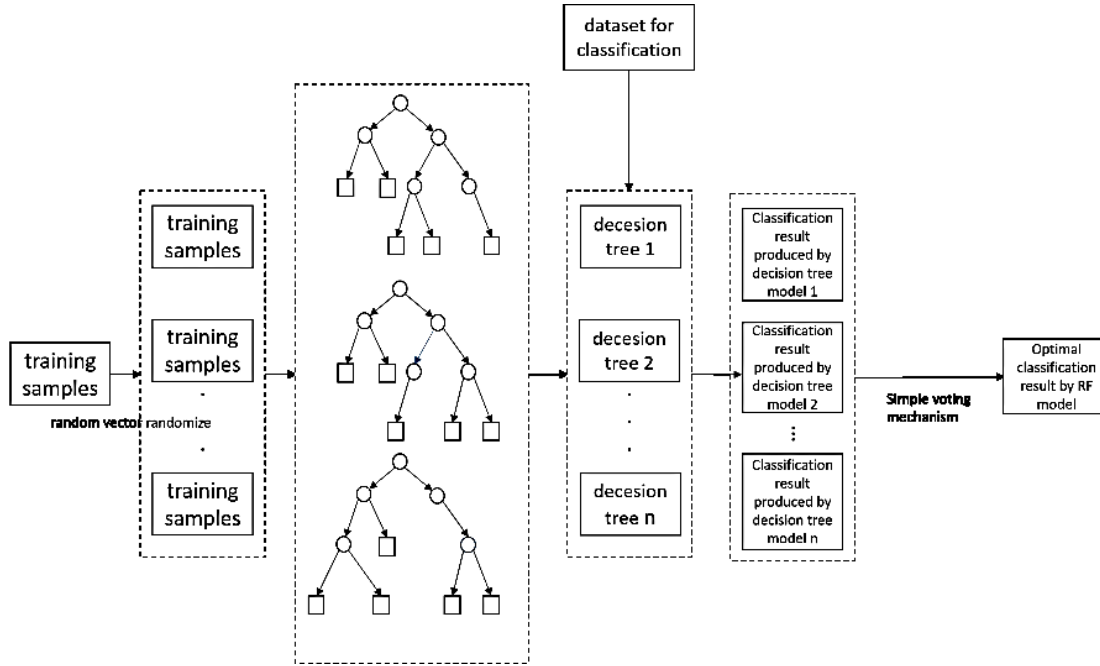 dataset for
classification
training
samples
random vector randomize
training
samples
training
samples
training
samples
decesion
tree 1
decesion
tree 2
decesion
tree n
Classification
result
produced by
decision tree
model 1
Classification
result
produced by
decision tree
model 2
Classification
result
produced by
decision tree
model n
Simple voting
mechanism
Optimal
classification
result by RF
model